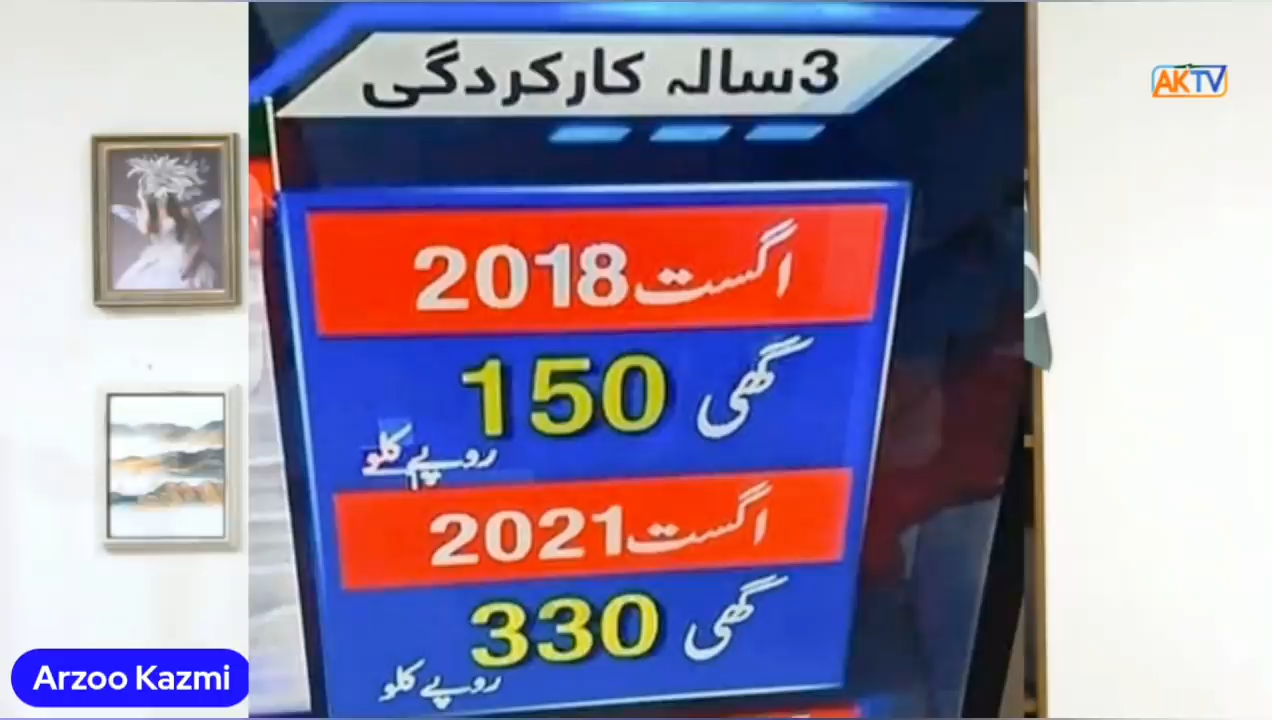 AKTV
3سالہ کارکردگی
اگست 2018
گھی 150
روپے کلو
اگست 2021
گھی 330
روپے کلو
Arzoo Kazmi